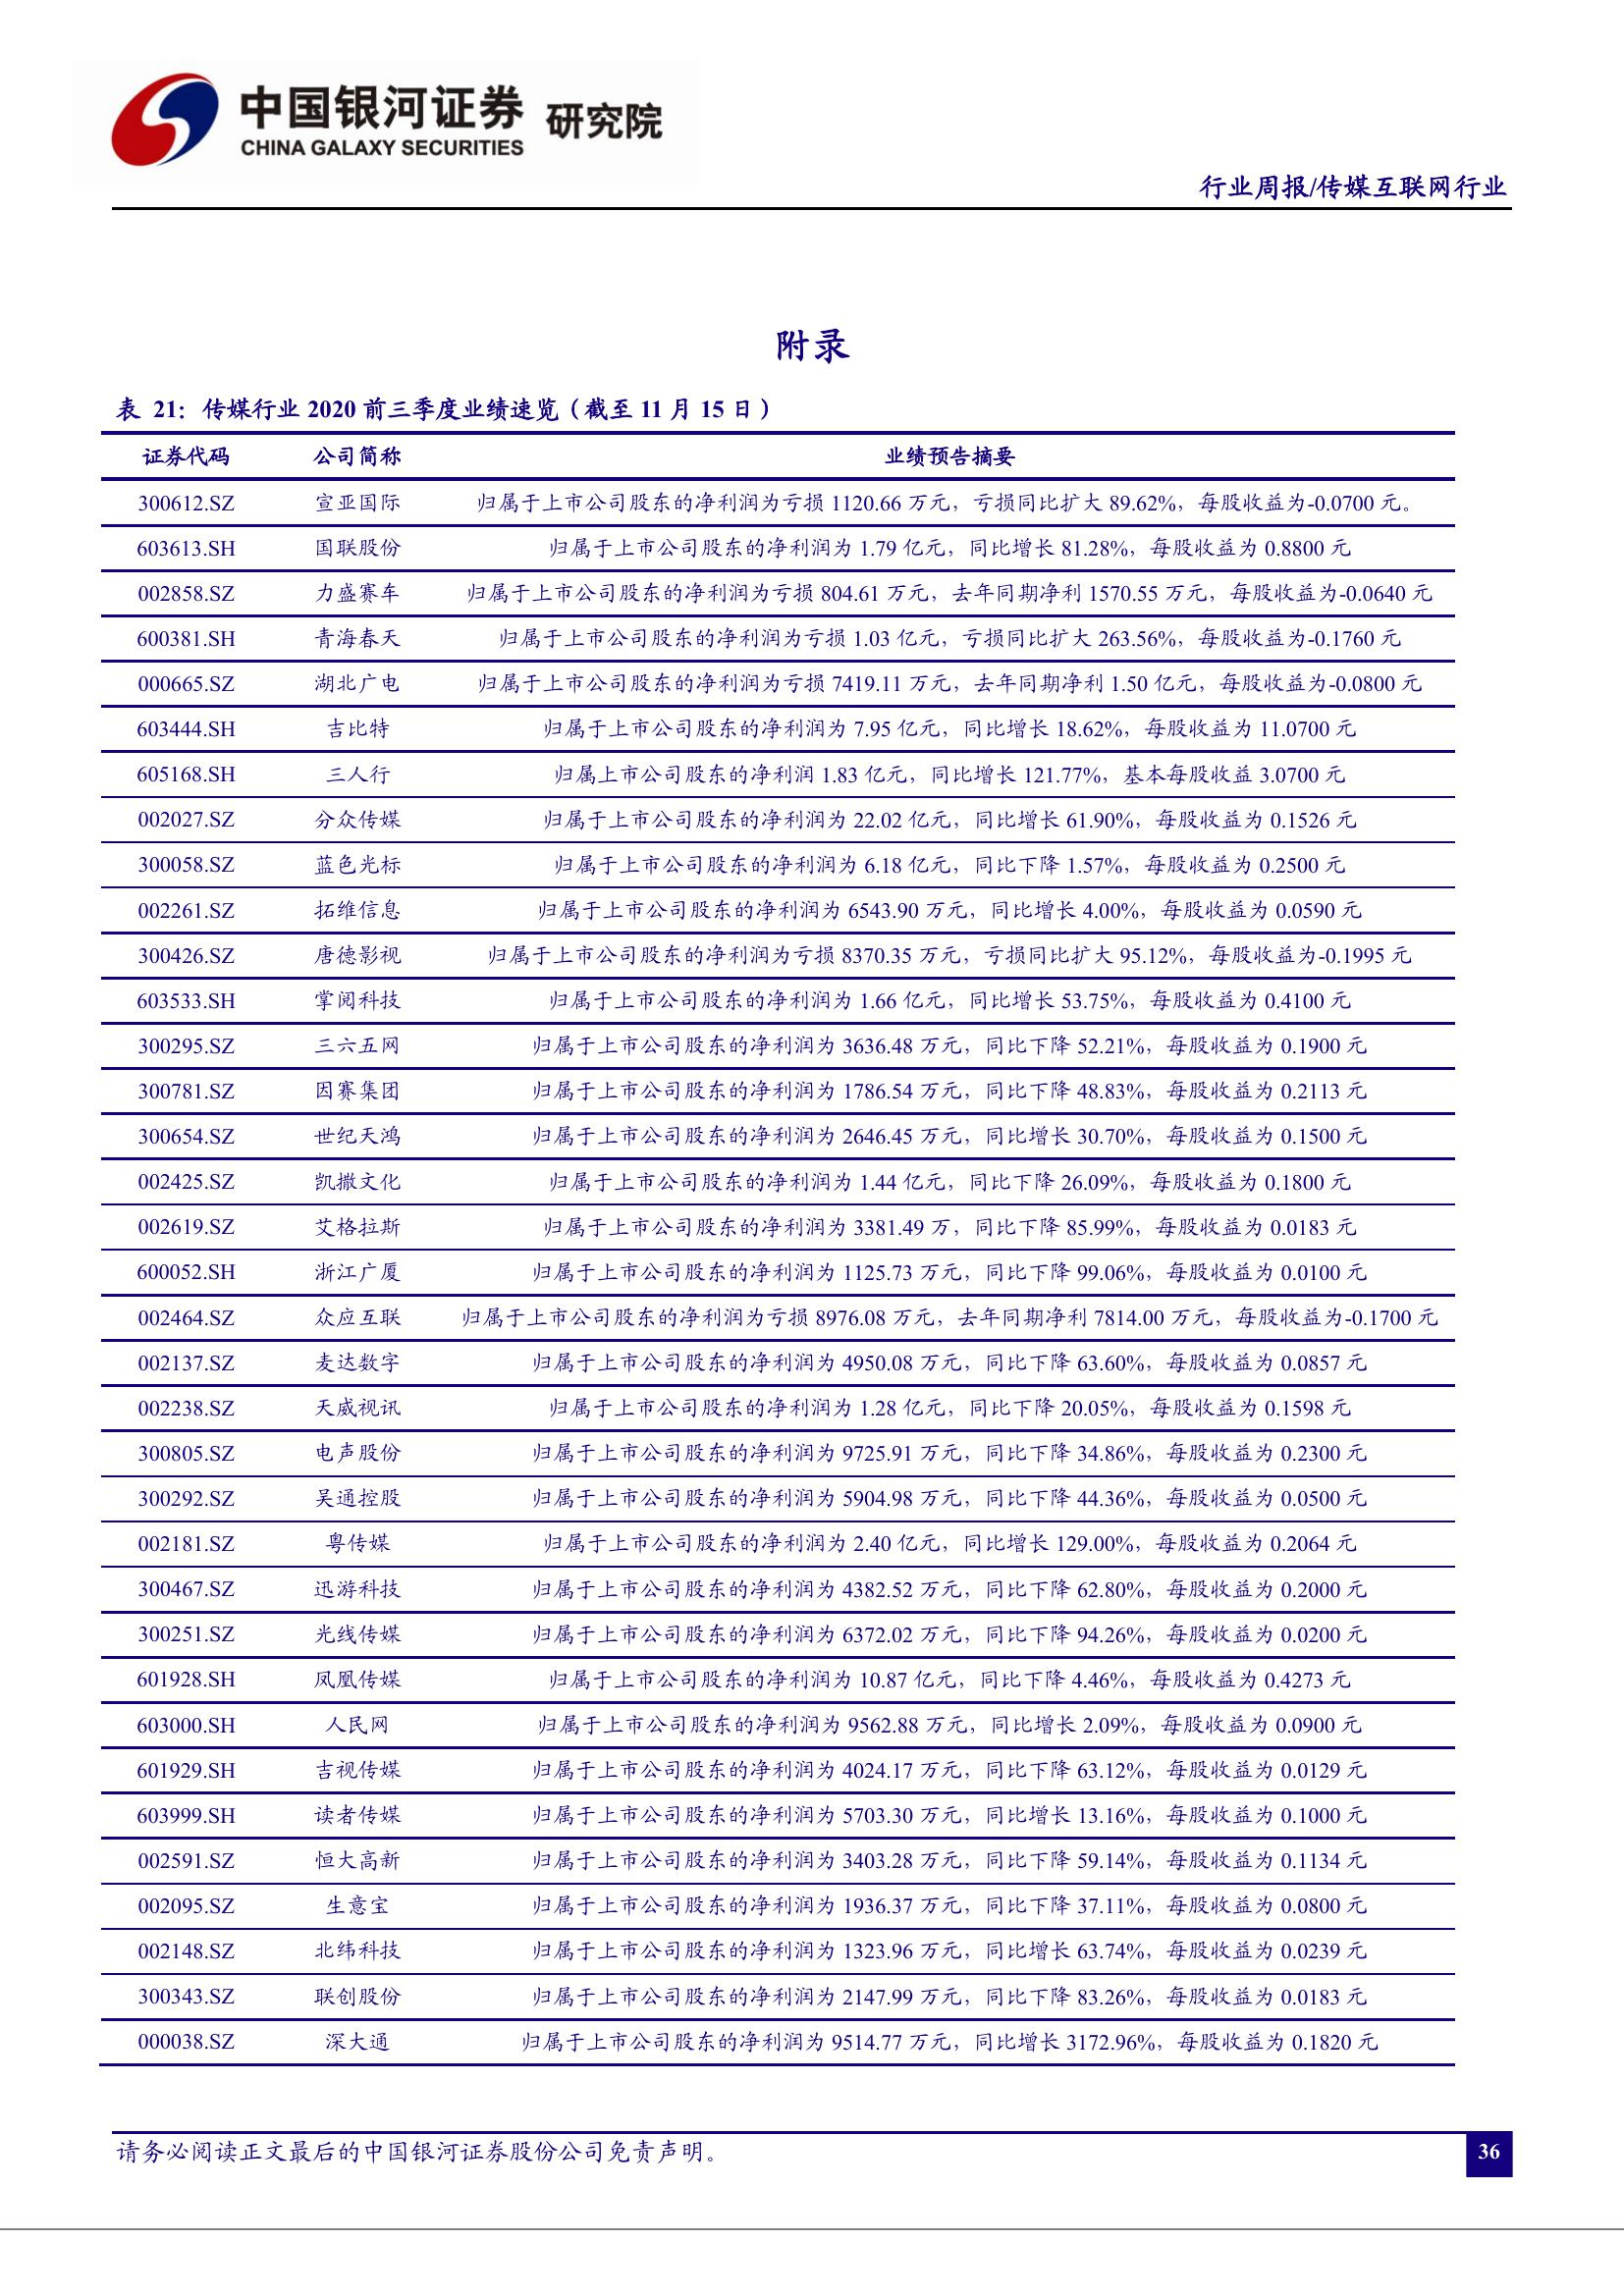 中国银河证券 研究院
CHINA GALAXY SECURITIES
行业周报/传媒互联网行业
附录
表 21：传媒行业 2020 前三季度业绩速览（截至 11 月 15 日）
证券代码 公司简称 业绩预告摘要
300612.SZ 宣亚国际 归属于上市公司股东的净利润为亏损 1120.66 万元，亏损同比扩大 89.62%，每股收益为-0.0700 元。
603613.SH 国联股份 归属于上市公司股东的净利润为 1.79 亿元，同比增长 81.28%，每股收益为 0.8800 元
002858.SZ 力盛赛车 归属于上市公司股东的净利润为亏损 804.61 万元，去年同期净利 1570.55 万元，每股收益为-0.0640 元
600381.SH 青海春天 归属于上市公司股东的净利润为亏损 1.03 亿元，亏损同比扩大 263.56%，每股收益为-0.1760 元
000665.SZ 湖北广电 归属于上市公司股东的净利润为亏损 7419.11 万元，去年同期净利 1.50 亿元，每股收益为-0.0800 元
603444.SH 吉比特 归属于上市公司股东的净利润为 7.95 亿元，同比增长 18.62%，每股收益为 11.0700 元
605168.SH 三人行 归属上市公司股东的净利润 1.83 亿元，同比增长 121.77%，基本每股收益 3.0700 元
002027.SZ 分众传媒 归属于上市公司股东的净利润为 22.02 亿元，同比增长 61.90%，每股收益为 0.1526 元
300058.SZ 蓝色光标 归属于上市公司股东的净利润为 6.18 亿元，同比下降 1.57%，每股收益为 0.2500 元
002261.SZ 拓维信息 归属于上市公司股东的净利润为 6543.90 万元，同比增长 4.00%，每股收益为 0.0590 元
300426.SZ 唐德影视 归属于上市公司股东的净利润为亏损 8370.35 万元，亏损同比扩大 95.12%，每股收益为-0.1995 元
603533.SH 掌阅科技 归属于上市公司股东的净利润为 1.66 亿元，同比增长 53.75%，每股收益为 0.4100 元
300295.SZ 三六五网 归属于上市公司股东的净利润为 3636.48 万元，同比下降 52.21%，每股收益为 0.1900 元
300781.SZ 因赛集团 归属于上市公司股东的净利润为 1786.54 万元，同比下降 48.83%，每股收益为 0.2113 元
300654.SZ 世纪天鸿 归属于上市公司股东的净利润为 2646.45 万元，同比增长 30.70%，每股收益为 0.1500 元
002425.SZ 凯撒文化 归属于上市公司股东的净利润为 1.44 亿元，同比下降 26.09%，每股收益为 0.1800 元
002619.SZ 艾格拉斯 归属于上市公司股东的净利润为 3381.49 万，同比下降 85.99%，每股收益为 0.0183 元
600052.SH 浙江广厦 归属于上市公司股东的净利润为 1125.73 万元，同比下降 99.06%，每股收益为 0.0100 元
002464.SZ 众应互联 归属于上市公司股东的净利润为亏损 8976.08 万元，去年同期净利 7814.00 万元，每股收益为-0.1700 元
002137.SZ 麦达数字 归属于上市公司股东的净利润为 4950.08 万元，同比下降 63.60%，每股收益为 0.0857 元
002238.SZ 天威视讯 归属于上市公司股东的净利润为 1.28 亿元，同比下降 20.05%，每股收益为 0.1598 元
300805.SZ 电声股份 归属于上市公司股东的净利润为 9725.91 万元，同比下降 34.86%，每股收益为 0.2300 元
300292.SZ 吴通控股 归属于上市公司股东的净利润为 5904.98 万元，同比下降 44.36%，每股收益为 0.0500 元
002181.SZ 粤传媒 归属于上市公司股东的净利润为 2.40 亿元，同比增长 129.00%，每股收益为 0.2064 元
300467.SZ 迅游科技 归属于上市公司股东的净利润为 4382.52 万元，同比下降 62.80%，每股收益为 0.2000 元
300251.SZ 光线传媒 归属于上市公司股东的净利润为 6372.02 万元，同比下降 94.26%，每股收益为 0.0200 元
601928.SH 凤凰传媒 归属于上市公司股东的净利润为 10.87 亿元，同比下降 4.46%，每股收益为 0.4273 元
603000.SH 人民网 归属于上市公司股东的净利润为 9562.88 万元，同比增长 2.09%，每股收益为 0.0900 元
601929.SH 吉视传媒 归属于上市公司股东的净利润为 4024.17 万元，同比下降 63.12%，每股收益为 0.0129 元
603999.SH 读者传媒 归属于上市公司股东的净利润为 5703.30 万元，同比增长 13.16%，每股收益为 0.1000 元
002591.SZ 恒大高新 归属于上市公司股东的净利润为 3403.28 万元，同比下降 59.14%，每股收益为 0.1134 元
002095.SZ 生意宝 归属于上市公司股东的净利润为 1936.37 万元，同比下降 37.11%，每股收益为 0.0800 元
002148.SZ 北纬科技 归属于上市公司股东的净利润为 1323.96 万元，同比增长 63.74%，每股收益为 0.0239 元
300343.SZ 联创股份 归属于上市公司股东的净利润为 2147.99 万元，同比下降 83.26%，每股收益为 0.0183 元
000038.SZ 深大通 归属于上市公司股东的净利润为 9514.77 万元，同比增长 3172.96%，每股收益为 0.1820 元
请务必阅读正文最后的中国银河证券股份公司免责声明。
36